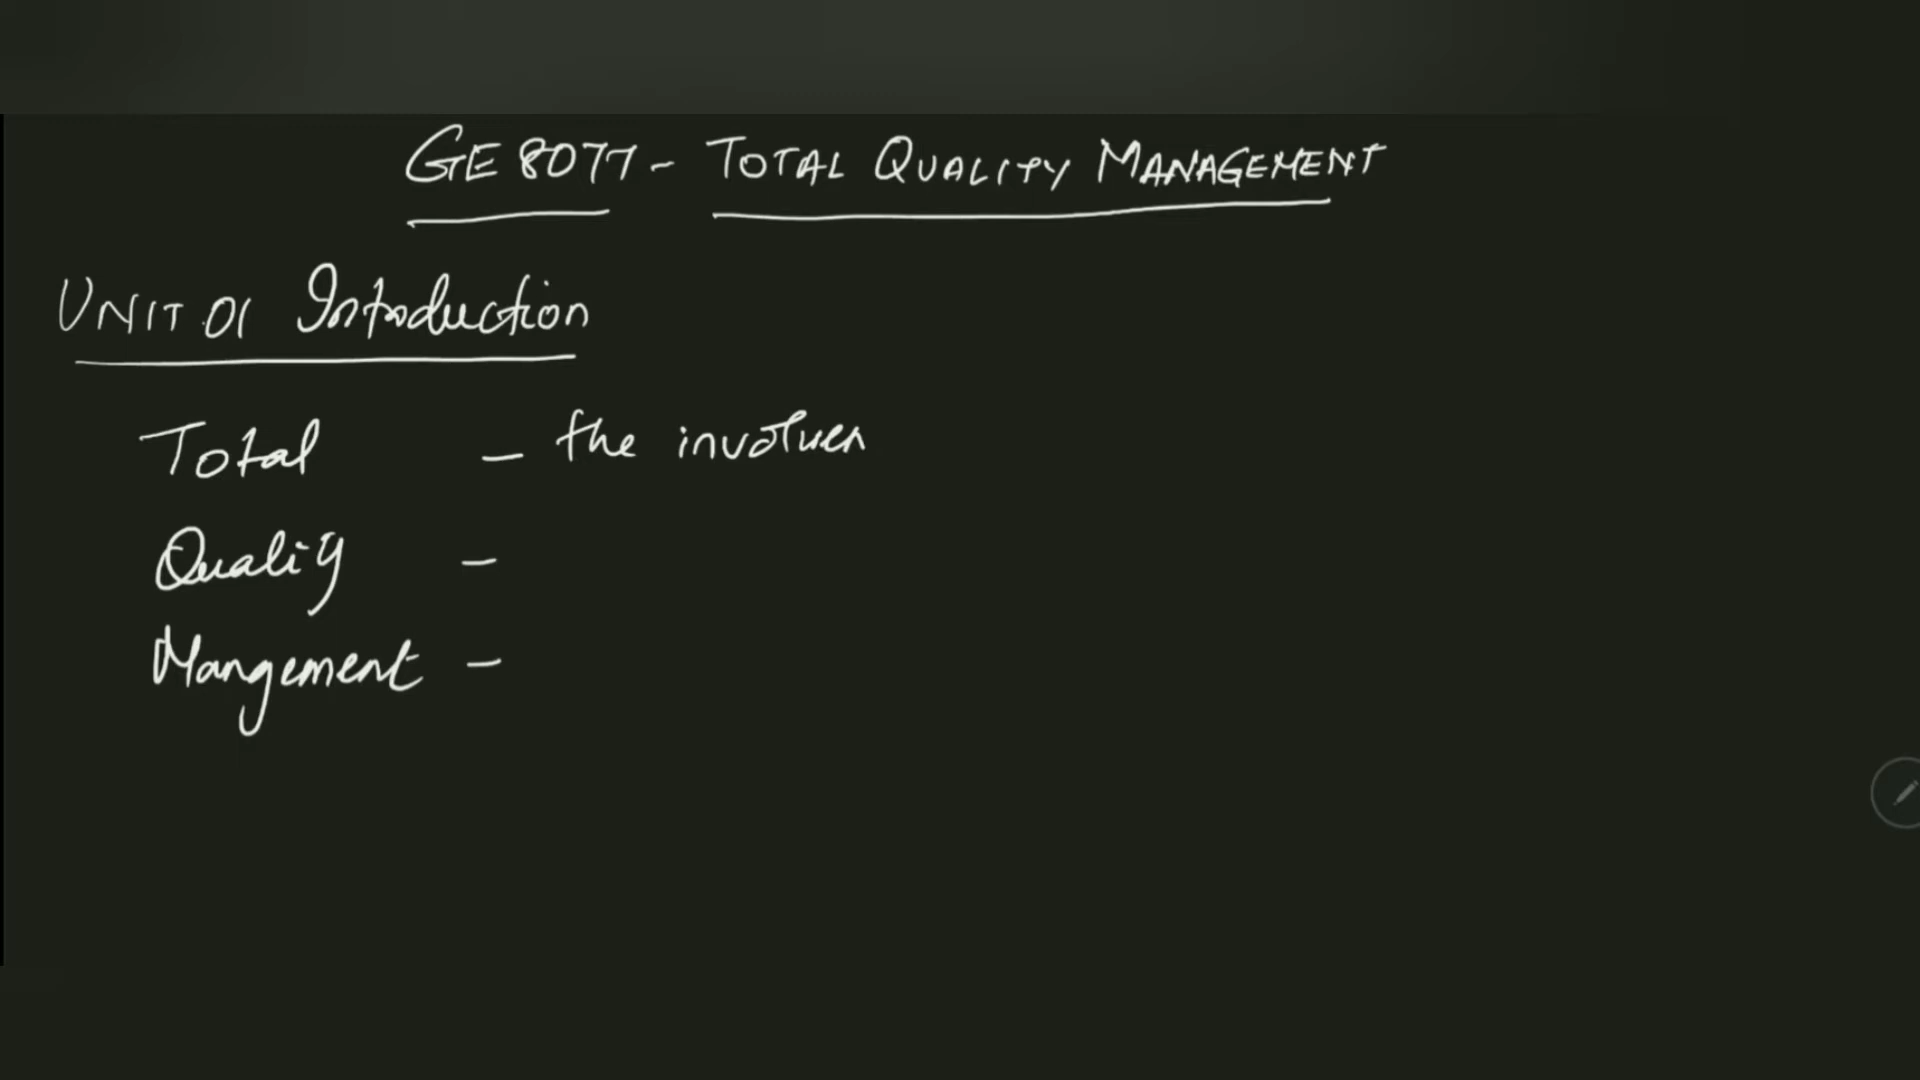 GE 8077 - TOTAL QUALITY MANAGEMENT
UNIT 01 Introduction
Total - the involven
Quality -
Mangement -